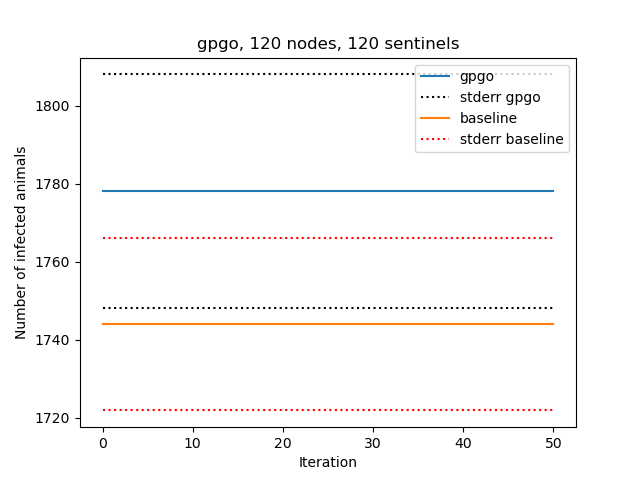 gpgo, 120 nodes, 120 sentinels
gpgo
stderr gpgo
baseline
stderr baseline
Number of infected animals
1800
1780
1760
1740
1720
0 10 20 30 40 50
Iteration